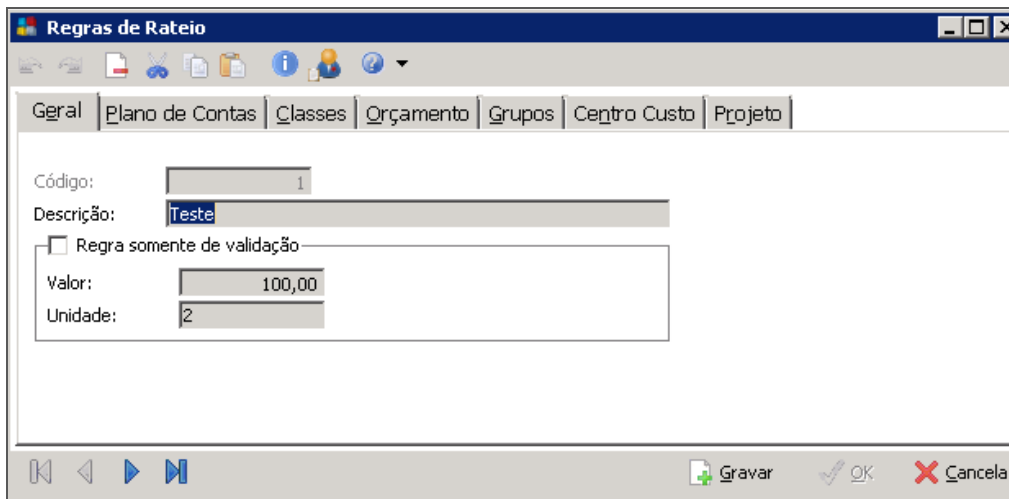 Regras de Rateio
Geral Plano de Contas Classes Orçamento Grupos Centro Custo Projeto
Código: 1
Descrição: Teste
Regra somente de validação
Valor: 100,00
Unidade: 2
Gravar OK Cancela